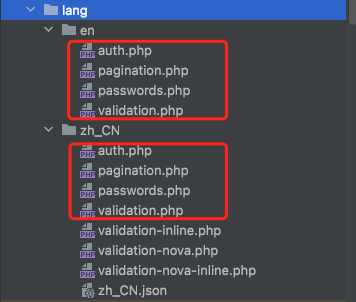 lang
en
auth.php
pagination.php
passwords.php
validation.php
zh_CN
auth.php
pagination.php
passwords.php
validation.php
validation-inline.php
validation-nova.php
validation-nova-inline.php
zh_CN.json